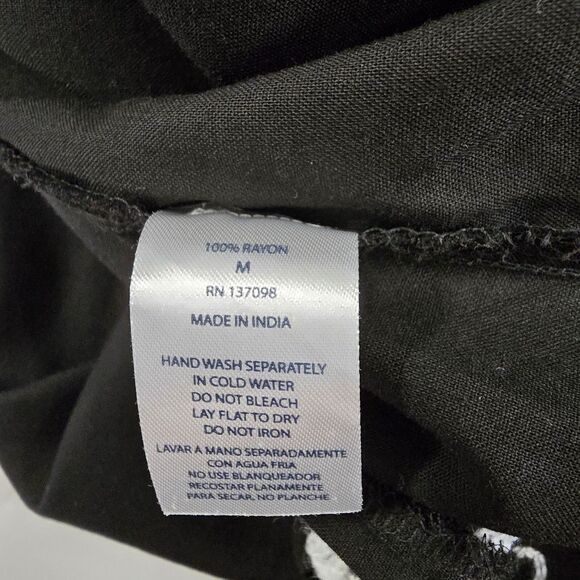 100% RAYON
M
RN 137098
MADE IN INDIA
HAND WASH SEPARATELY
IN COLD WATER
DO NOT BLEACH
LAY FLAT TO DRY
DO NOT IRON
LAVAR A MANO SEPARADAMENTE
CON AGUA FRIA
NO USE BLANQUEADOR
RECOSTAR PLANAMENTE
PARA SECAR, NO PLANCHE